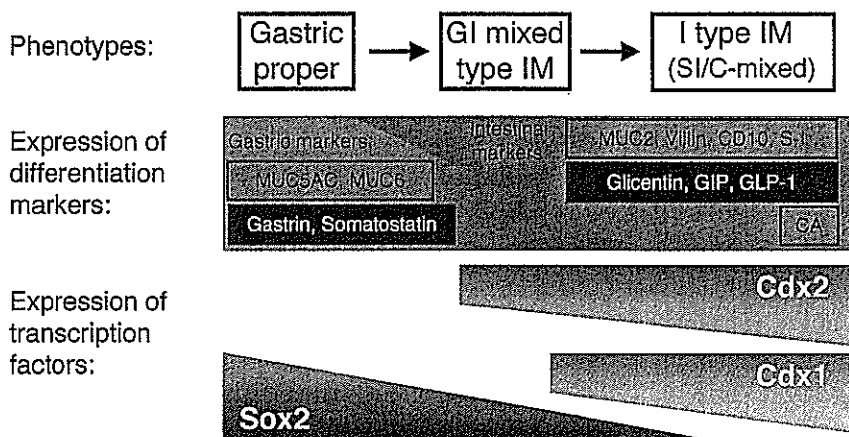 Phenotypes:
Gastric
proper
GI mixed
type IM
I type IM
(SI/C-mixed)
Expression of
differentiation
markers:
Gastric markers
Intestinal
markers
MUC2, Villin, CD10, S-I
MUC5AC, MUC6
Glicentin, GIP, GLP-1
Gastrin, Somatostatin
CA
Expression of
transcription
factors:
Cdx2
Cdx1
Sox2